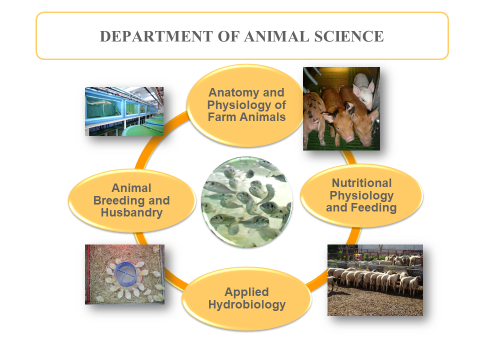 DEPARTMENT OF ANIMAL SCIENCE
Anatomy and
Physiology of
Farm Animals
Animal
Breeding and
Husbandry
Nutritional
Physiology
and Feeding
Applied
Hydrobiology